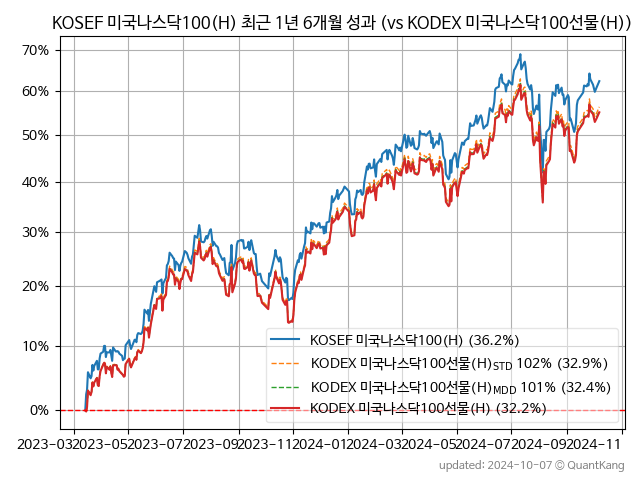 KOSEF 미국나스닥100(H) 최근 1년 6개월 성과 (vs KODEX 미국나스닥100선물(H))
70%
60%
50%
40%
30%
20%
10%
0%
KOSEF 미국나스닥100(H) (36.2%)
KODEX 미국나스닥100선물(H)STD 102% (32.9%)
KODEX 미국나스닥100선물(H)MDD 101% (32.4%)
KODEX 미국나스닥100선물(H) (32.2%)
2023-03 2023-05 2023-07 2023-09 2023-11 2024-01 2024-03 2024-05 2024-07 2024-09 2024-11
updated: 2024-10-07 © QuantKang